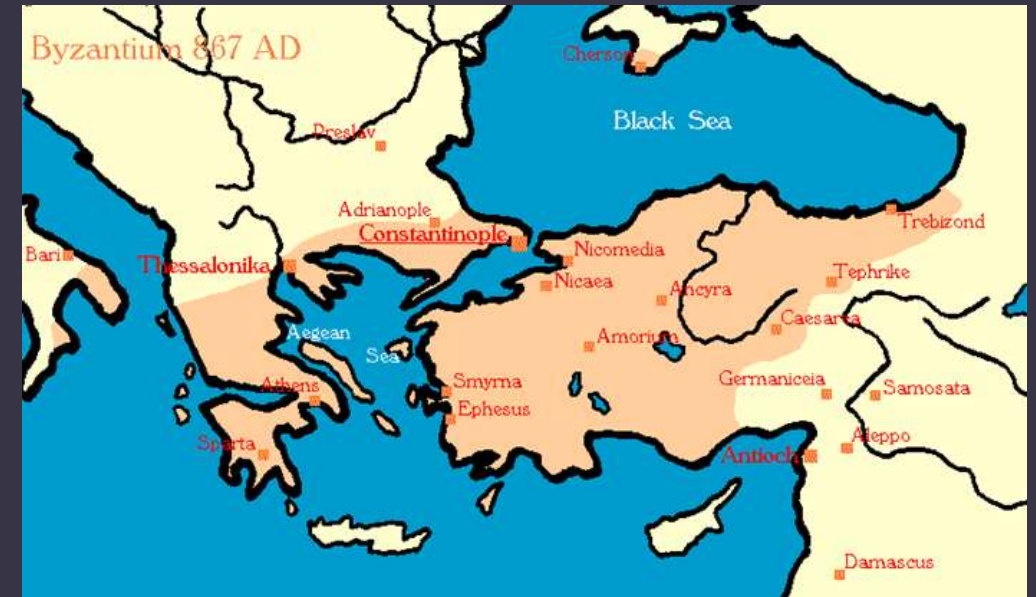 Byzantium 867 AD
Cherson
Black Sea
Preslav
Adrianople
Constantinople
Trebizond
Bari
Thessalonika
Nicomedia
Nicaea
Tephrike
Ancyra
Caesarea
Aegean
Sea
Amorium
Athens
Smyrna
Germaniceia
Samosata
Ephesus
Sparta
Aleppo
Antioch
Damascus